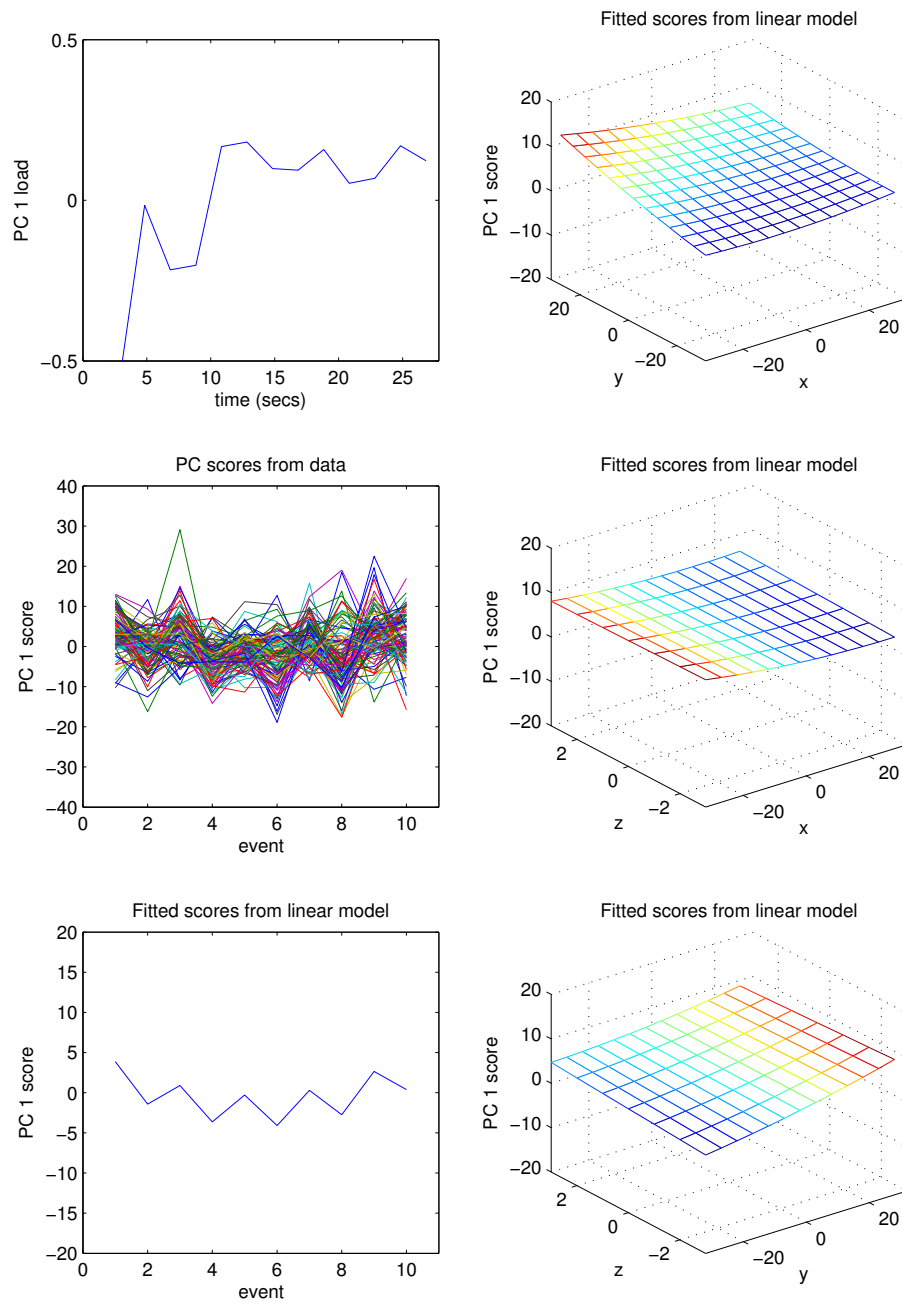 0.5
0
−0.5
PC 1 load
0 5 10 15 20 25
time (secs)
Fitted scores from linear model
20
10
0
−10
−20
PC 1 score
20 0 −20
y
−20 0 20
x
PC scores from data
40
30
20
10
0
−10
−20
−30
−40
PC 1 score
0 2 4 6 8 10
event
Fitted scores from linear model
20
10
0
−10
−20
PC 1 score
2 0 −2
z
−20 0 20
x
Fitted scores from linear model
20
15
10
5
0
−5
−10
−15
−20
PC 1 score
0 2 4 6 8 10
event
Fitted scores from linear model
20
10
0
−10
−20
PC 1 score
2 0 −2
z
−20 0 20
y